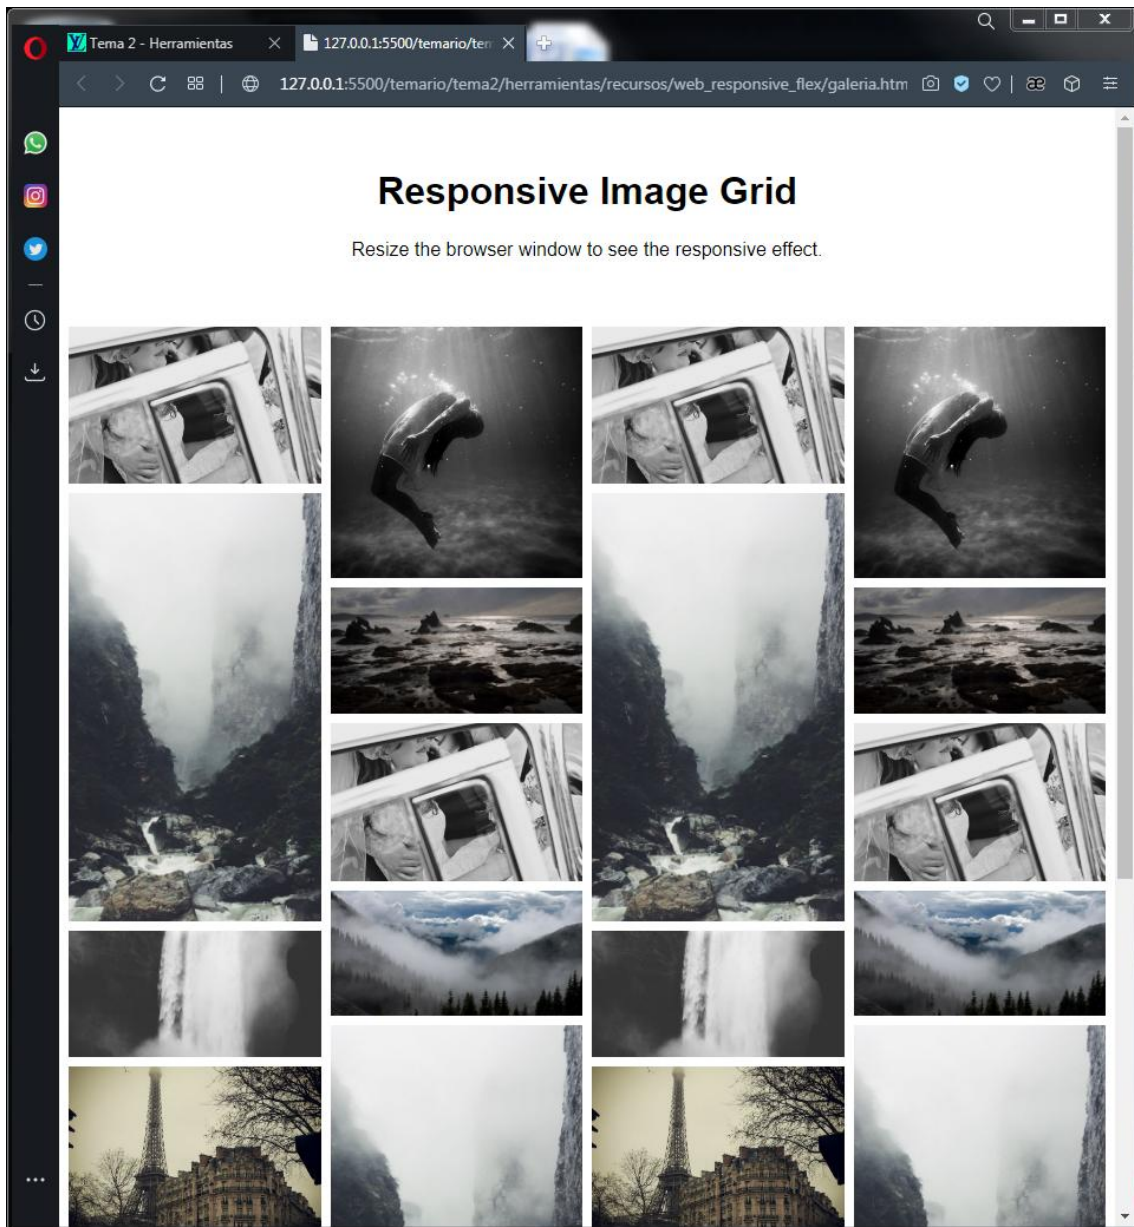 Tema 2 - Herramientas
127.0.0.1:5500/temario/tem
127.0.0.1:5500/temario/tema2/herramientas/recursos/web_responsive_flex/galeria.htm
Responsive Image Grid
Resize the browser window to see the responsive effect.